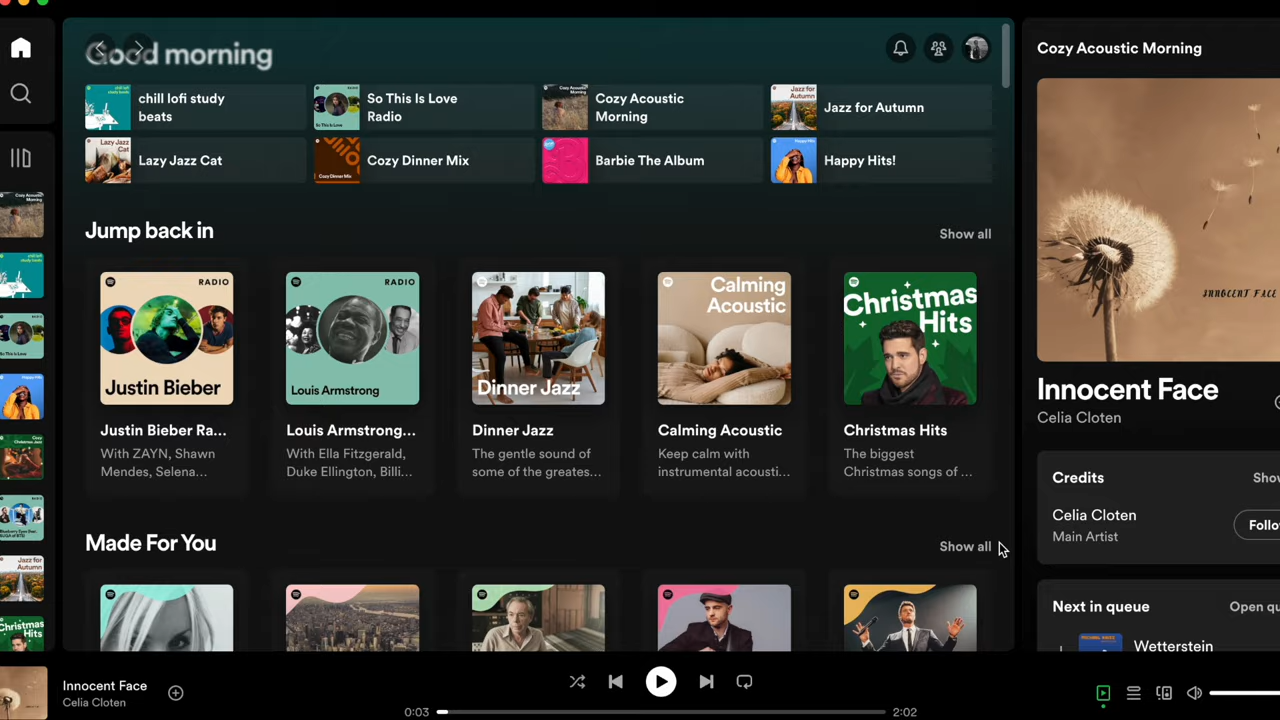 Good morning
chill lofi study
beats
So This Is Love
Radio
Cozy Acoustic
Morning
Jazz for Autumn
Lazy Jazz Cat
Cozy Dinner Mix
Barbie The Album
Happy Hits!
Jump back in
Show all
RADIO
Justin Bieber
RADIO
Louis Armstrong
Dinner Jazz
Calming
Acoustic
Christmas
Hits
Justin Bieber Ra...
With ZAYN, Shawn
Mendes, Selena...
Louis Armstrong...
With Ella Fitzgerald,
Duke Ellington, Billi...
Dinner Jazz
The gentle sound of
some of the greates...
Calming Acoustic
Keep calm with
instrumental acousti...
Christmas Hits
The biggest
Christmas songs of ...
Made For You
Show all
Cozy Acoustic Morning
INNOCENT FACE
Innocent Face
Celia Cloten
Credits
Show
Celia Cloten
Main Artist
Follo
Next in queue
Open qu
Wetterstein
Innocent Face
Celia Cloten
0:03
2:02